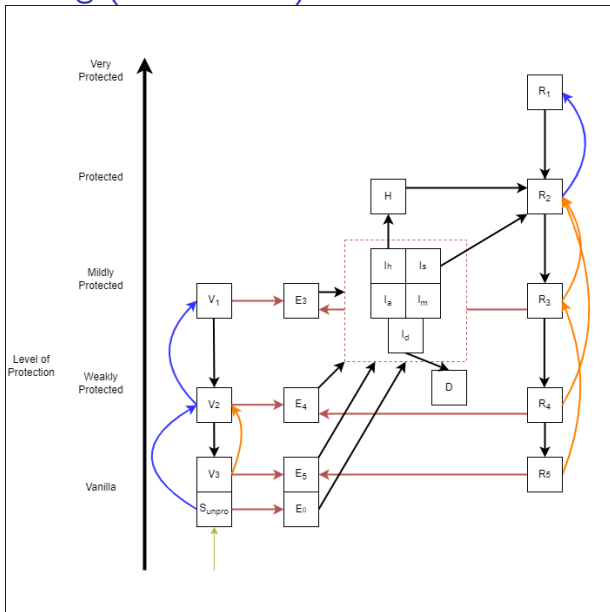 Very
Protected
R1
Protected
H
R2
Ih
Is
Mildly
Protected
V1
E3
Ia
Im
R3
Id
Level of
Protection
Weakly
Protected
D
V2
E4
R4
V3
E5
R5
Vanilla
Sunpro
E0